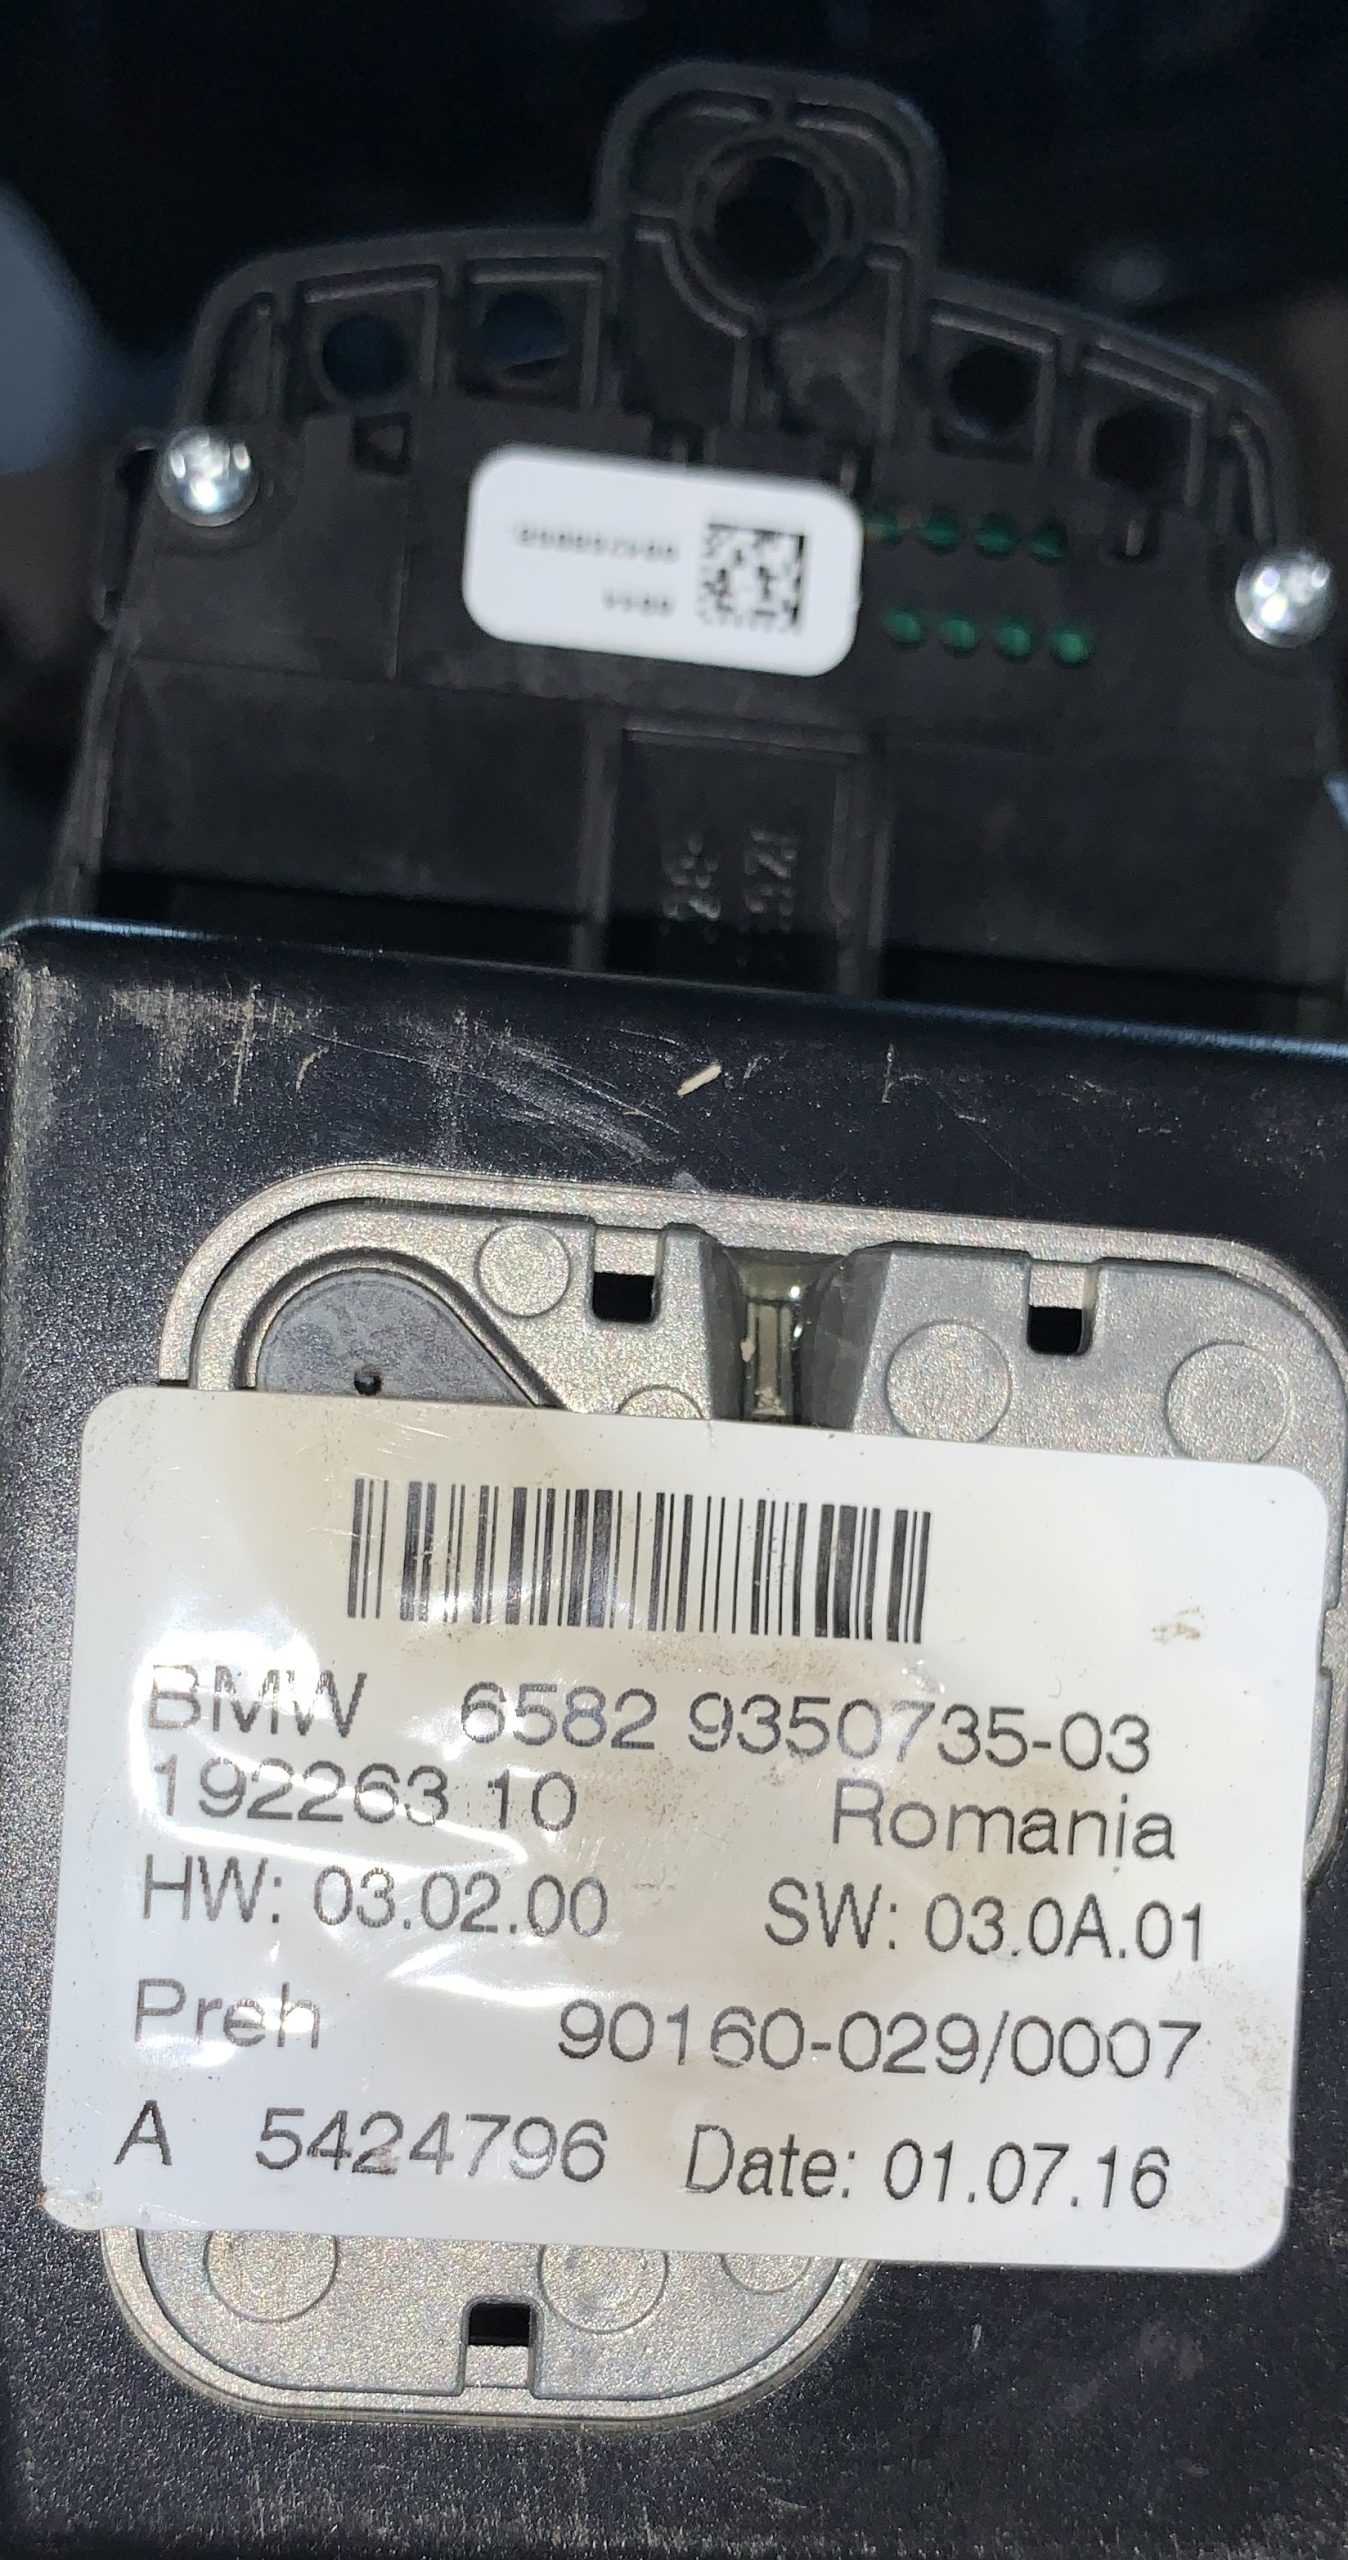 BMW 6582 9350735-03
192263 10 Romania
HW: 03.02.00 SW: 03.0A.01
Preh 90160-029/0007
A 5424796 Date: 01.07.16